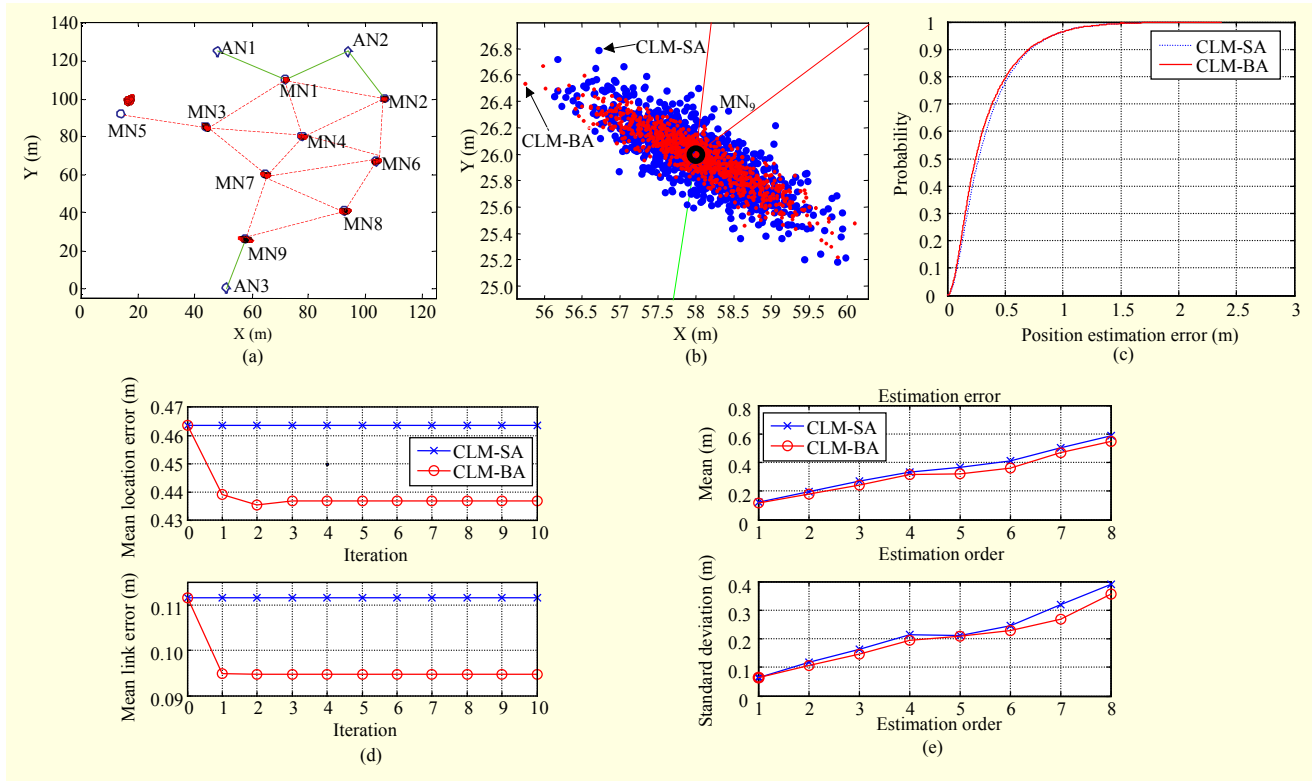 140
120
100
80
60
40
20
0
Y (m)
AN1
AN2
MN1
MN2
MN3
MN5
MN4
MN6
MN7
MN8
MN9
AN3
0 20 40 60 80 100 120
X (m)
(a)
26.8
26.6
26.4
26.2
26.0
25.8
25.6
25.4
25.2
25.0
24.9
Y (m)
CLM-SA
MN9
CLM-BA
56 56.5 57 57.5 58 58.5 59 59.5 60
X (m)
(b)
1
0.9
0.8
0.7
0.6
0.5
0.4
0.3
0.2
0.1
0
Probability
CLM-SA
CLM-BA
0 0.5 1 1.5 2 2.5 3
Position estimation error (m)
(c)
0.47
0.46
0.45
0.44
0.43
Mean location error (m)
CLM-SA
CLM-BA
0 1 2 3 4 5 6 7 8 9 10
Iteration
0.11
0.10
0.09
Mean link error (m)
0 1 2 3 4 5 6 7 8 9 10
Iteration
(d)
Estimation error
0.8
0.6
0.4
0.2
0
Mean (m)
CLM-SA
CLM-BA
1 2 3 4 5 6 7 8
Estimation order
0.4
0.3
0.2
0.1
0
Standard deviation (m)
1 2 3 4 5 6 7 8
Estimation order
(e)